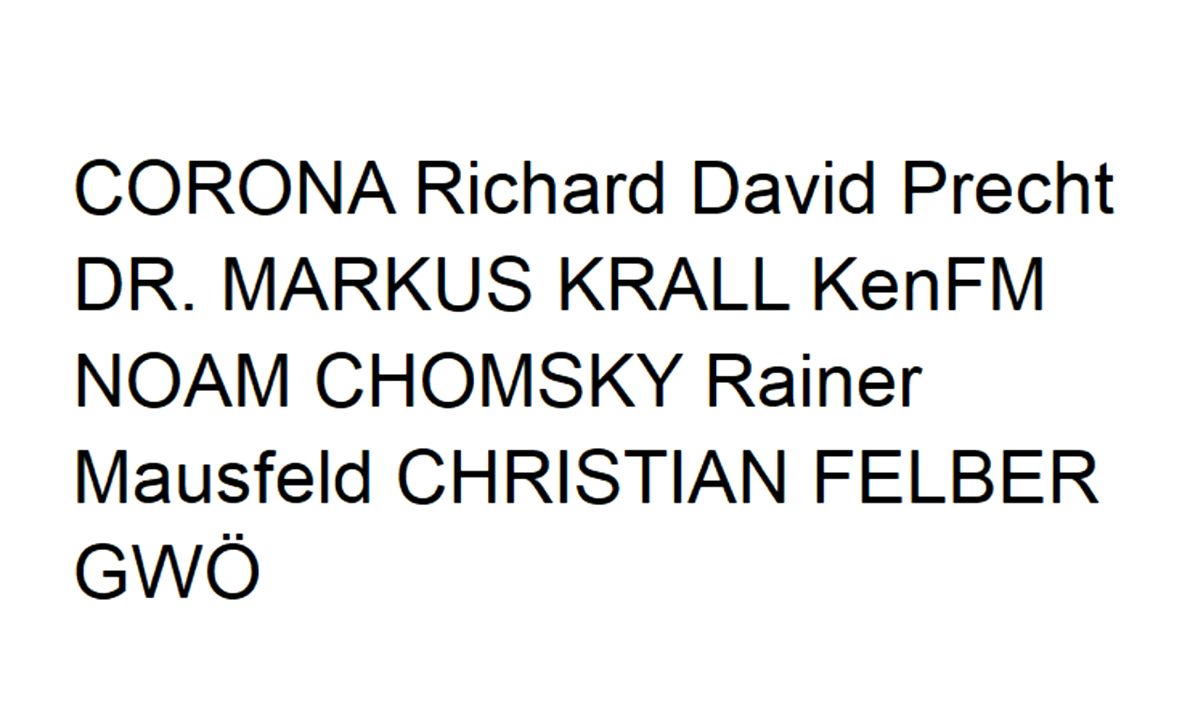 CORONA Richard David Precht
DR. MARKUS KRALL KenFM
NOAM CHOMSKY Rainer
Mausfeld CHRISTIAN FELBER
GWÖ